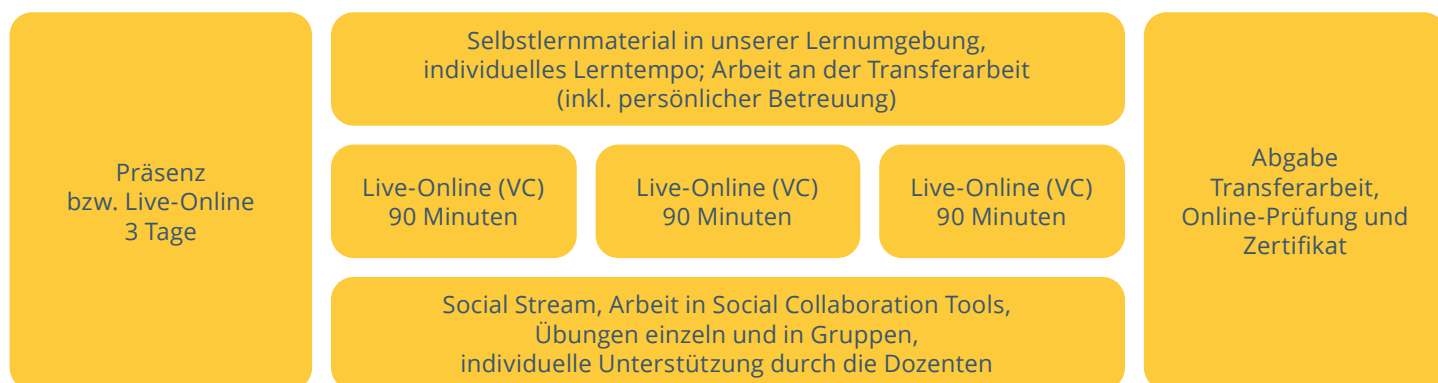 Präsenz
bzw. Live-Online
3 Tage
Selbstlernmaterial in unserer Lernumgebung,
individuelles Lerntempo; Arbeit an der Transferarbeit
(inkl. persönlicher Betreuung)
Live-Online (VC)
90 Minuten
Live-Online (VC)
90 Minuten
Live-Online (VC)
90 Minuten
Social Stream, Arbeit in Social Collaboration Tools,
Übungen einzeln und in Gruppen,
individuelle Unterstützung durch die Dozenten
Abgabe
Transferarbeit,
Online-Prüfung und
Zertifikat